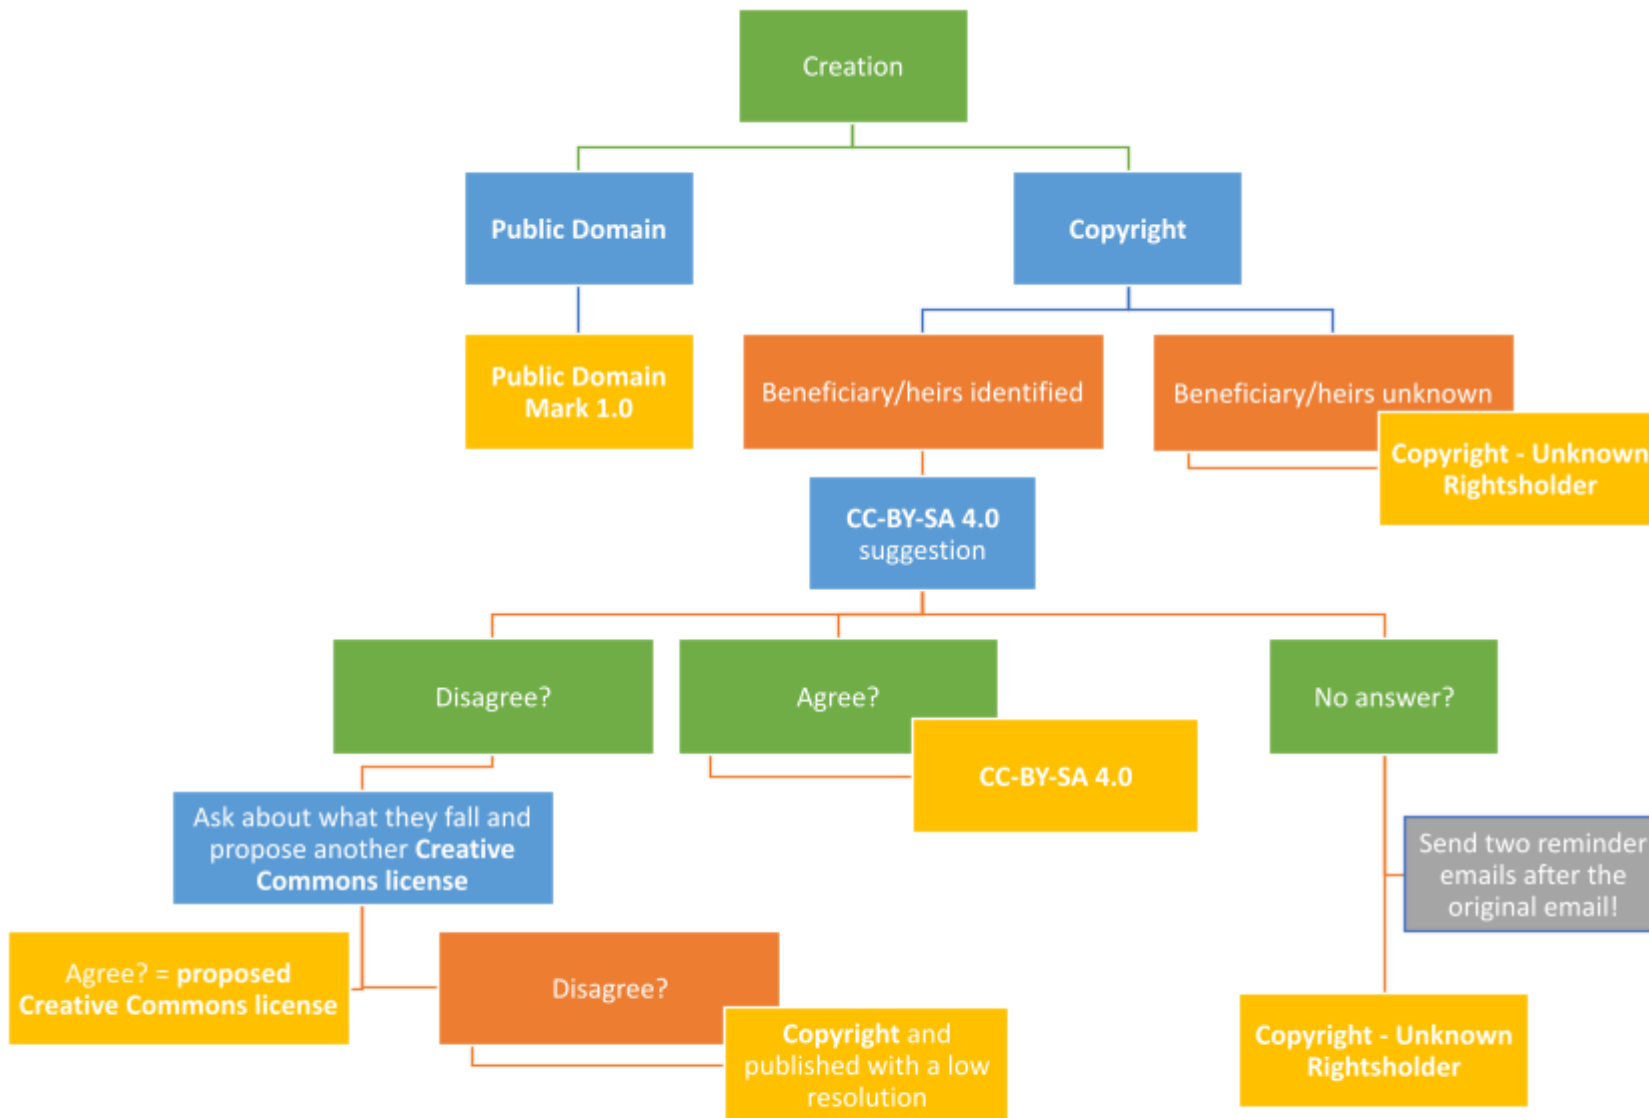 Creation
Public Domain
Copyright
Public Domain
Mark 1.0
Beneficiary/heirs identified
Beneficiary/heirs unknown
Copyright - Unknown
Rightsholder
CC-BY-SA 4.0
suggestion
Disagree?
Agree?
No answer?
CC-BY-SA 4.0
Ask about what they fall and
propose another Creative
Commons license
Send two reminder
emails after the
original email!
Agree? = proposed
Creative Commons license
Disagree?
Copyright and
published with a low
resolution
Copyright - Unknown
Rightsholder